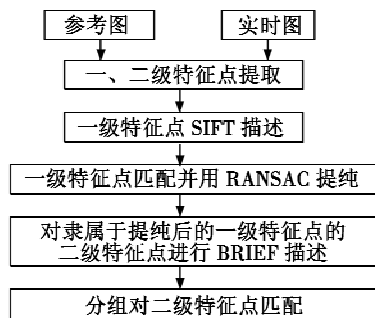 参考图
实时图
一、二级特征点提取
一级特征点 SIFT 描述
一级特征点匹配并用 RANSAC 提纯
对隶属于提纯后的一级特征点的
二级特征点进行 BRIEF 描述
分组对二级特征点匹配